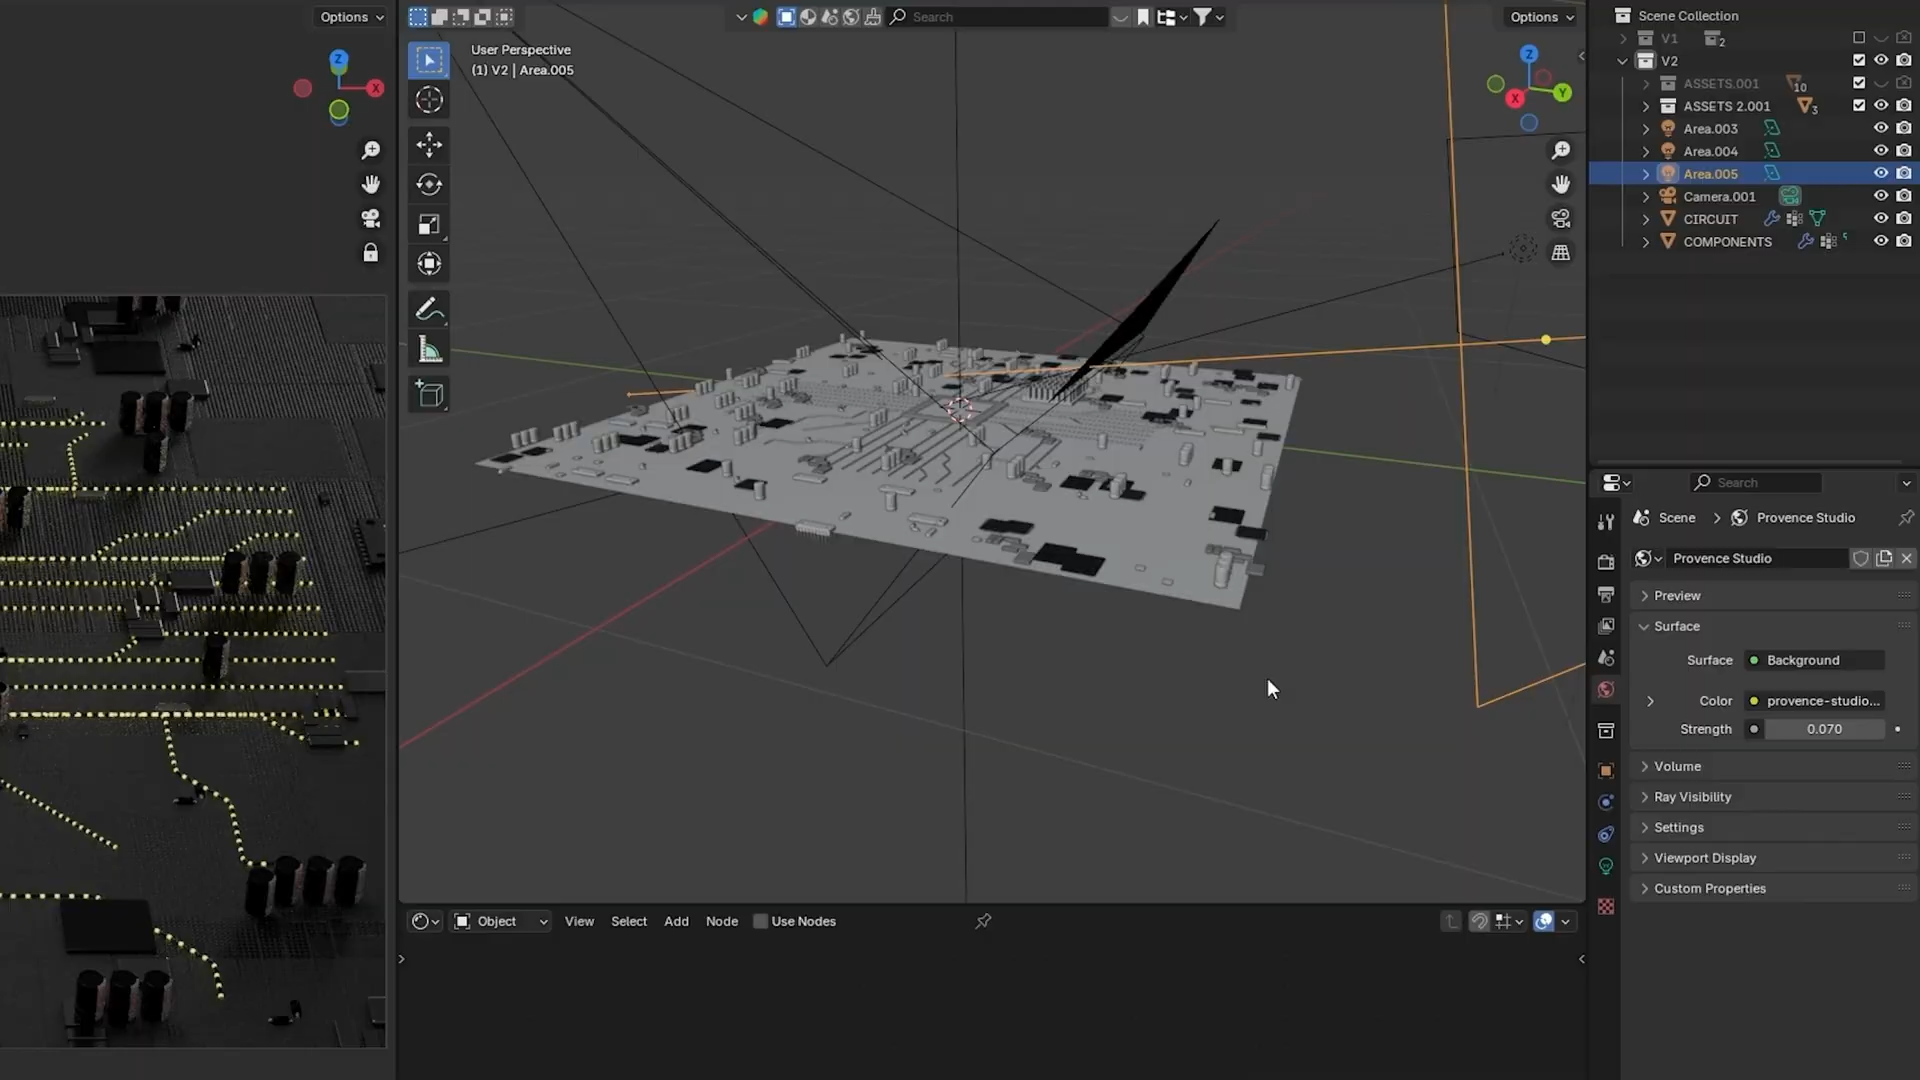 Options
Search
Options
User Perspective
(1) V2 | Area.005
Z
X
Z
X
Y
Scene Collection
V1
2
V2
ASSETS.001
10
ASSETS 2.001
3
Area.003
Area.004
Area.005
Camera.001
CIRCUIT
COMPONENTS
Search
Scene
Provence Studio
Provence Studio
Preview
Surface
Surface
Background
Color
provence-studio...
Strength
0.070
Volume
Ray Visibility
Settings
Viewport Display
Custom Properties
Object
View
Select
Add
Node
Use Nodes